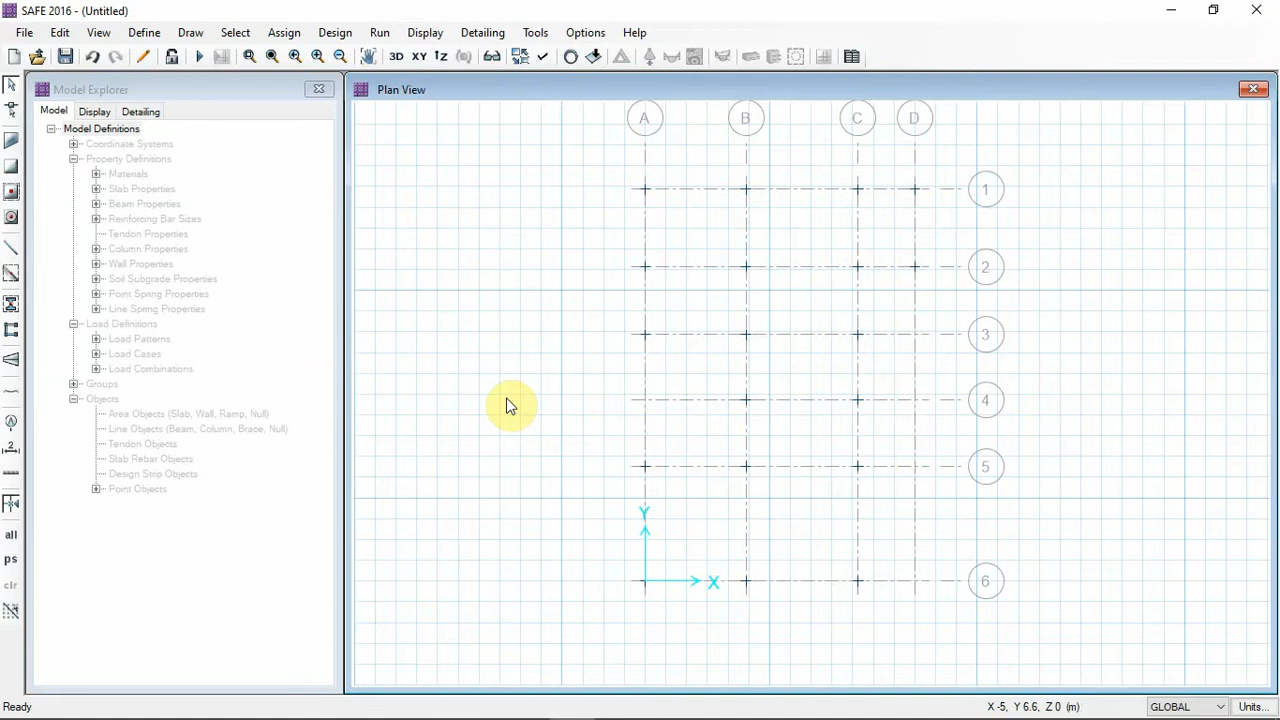 SAFE 2016 - (Untitled)
File Edit View Define Draw Select Assign Design Run Display Detailing Tools Options Help
3D XY
Model Explorer
Model Display Detailing
Model Definitions
Coordinate Systems
Property Definitions
Materials
Slab Properties
Beam Properties
Reinforcing Bar Sizes
Tendon Properties
Column Properties
Wall Properties
Soil Subgrade Properties
Point Spring Properties
Line Spring Properties
Load Definitions
Load Patterns
Load Cases
Load Combinations
Groups
Objects
Area Objects (Slab, Wall, Ramp, Null)
Line Objects (Beam, Column, Brace, Null)
Tendon Objects
Slab Rebar Objects
Design Strip Objects
Point Objects
all
ps
clr
Plan View
A B C D
1
2
3
4
5
Y
X
6
Ready
X -5, Y 6.6, Z 0 (m)
GLOBAL
Units...